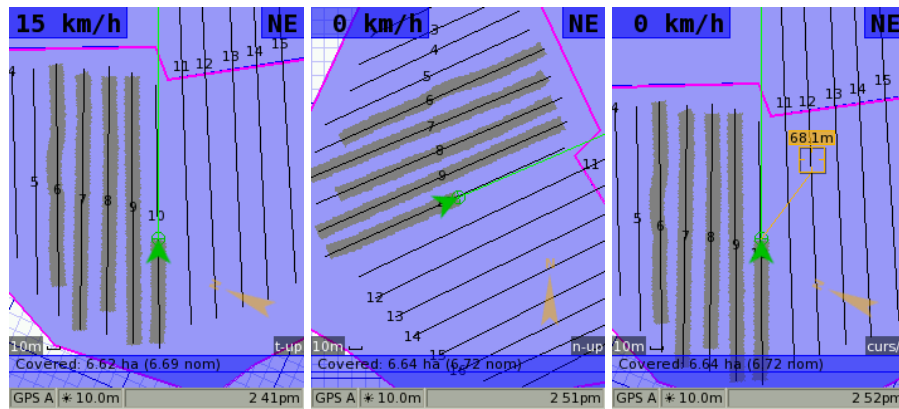 15 km/h NE
4
5
6
7
8
9
10
11 12 13 14 15
10m
t-up
Covered: 6.62 ha (6.69 nom)
GPS A 10.0m 2 41pm
0 km/h NE
3
4
5
6
7
8
9
11
12
13
14
15
N
10m
n-up
Covered: 6.64 ha (6.72 nom)
GPS A 10.0m 2 51pm
0 km/h NE
68.1m
4
5
6
7
8
9
11 12 13 14 15
10m
curs/
Covered: 6.64 ha (6.72 nom)
GPS A 10.0m 2 52pm